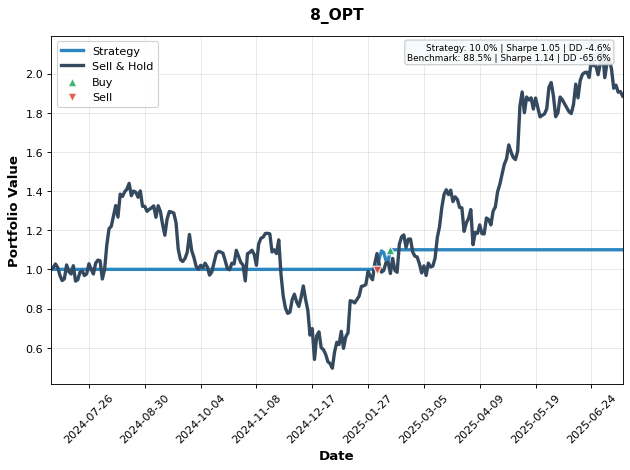 8_OPT
Strategy
Sell & Hold
Buy
Sell
Strategy: 10.0% | Sharpe 1.05 | DD -4.6%
Benchmark: 88.5% | Sharpe 1.14 | DD -65.6%
Portfolio Value
2.0
1.8
1.6
1.4
1.2
1.0
0.8
0.6
2024-07-26
2024-08-30
2024-10-04
2024-11-08
2024-12-17
2025-01-27
2025-03-05
2025-04-09
2025-05-19
2025-06-24
Date